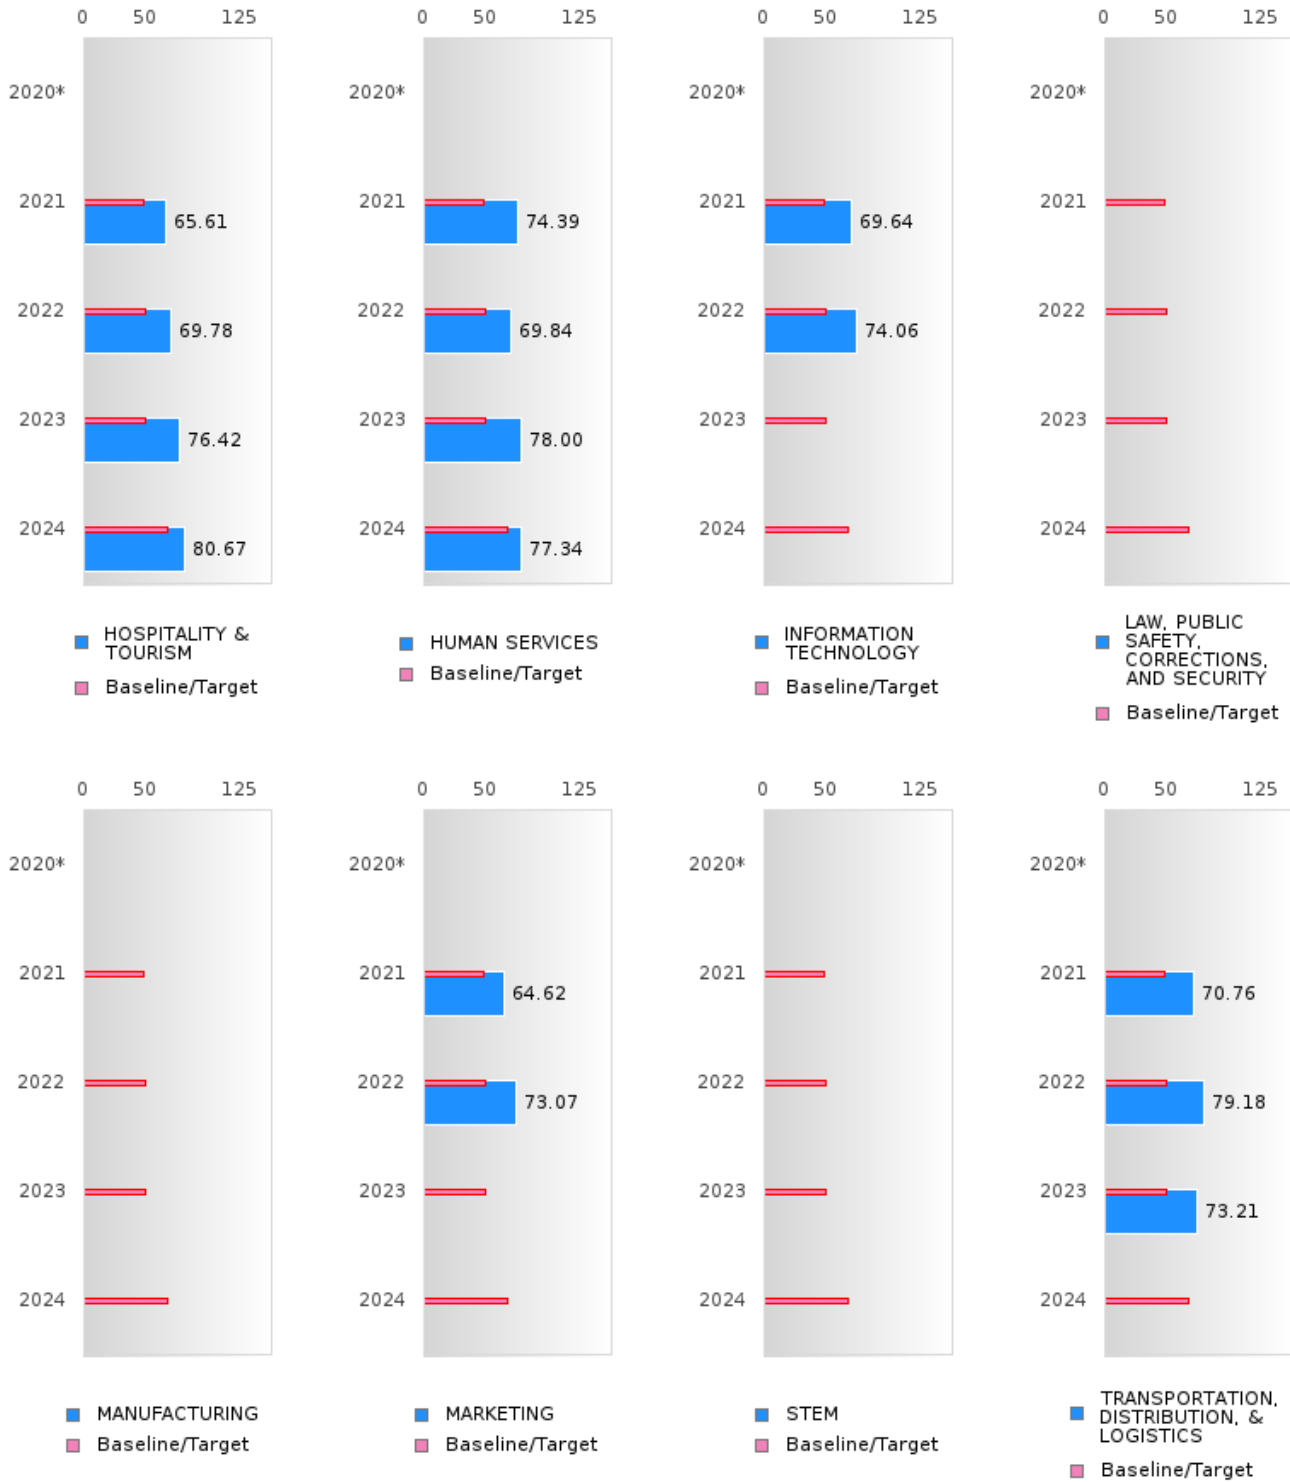 0 50 125
0 50 125
0 50 125
0 50 125
2020*
2020*
2020*
2020*
2021
65.61
2021
74.39
2021
69.64
2021
2022
69.78
2022
69.84
2022
74.06
2022
2023
76.42
2023
78.00
2023
2023
2024
80.67
2024
77.34
2024
2024
HOSPITALITY &
TOURISM
Baseline/Target
HUMAN SERVICES
Baseline/Target
INFORMATION
TECHNOLOGY
Baseline/Target
LAW, PUBLIC
SAFETY,
CORRECTIONS,
AND SECURITY
Baseline/Target
0 50 125
0 50 125
0 50 125
0 50 125
2020*
2020*
2020*
2020*
2021
2021
64.62
2021
2021
70.76
2022
2022
73.07
2022
2022
79.18
2023
2023
2023
2023
73.21
2024
2024
2024
2024
MANUFACTURING
Baseline/Target
MARKETING
Baseline/Target
STEM
Baseline/Target
TRANSPORTATION,
DISTRIBUTION, &
LOGISTICS
Baseline/Target